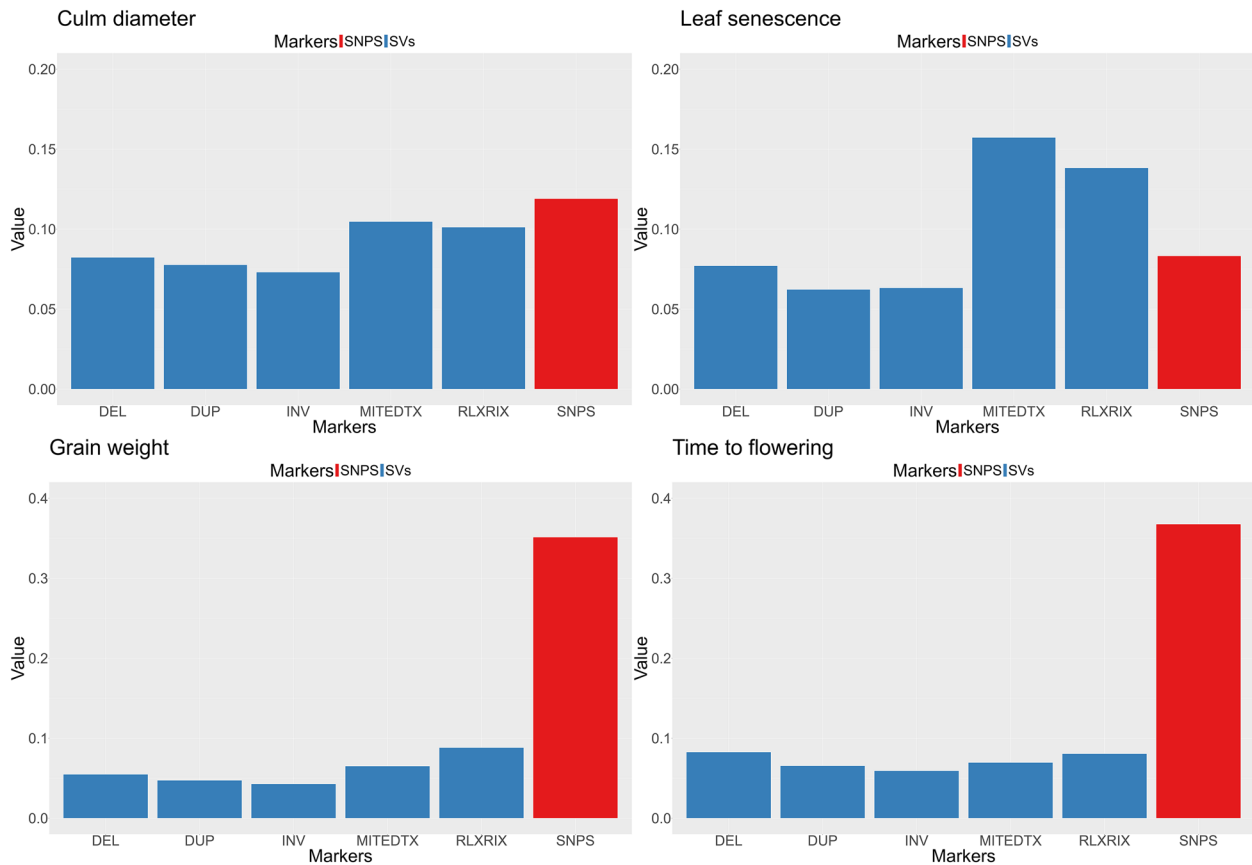 Culm diameter
Markers SNPS SVs
0.20
0.15
0.10
0.05
0.00
Value
DEL DUP INV MITEDTX RLXRIX SNPS
Markers
Leaf senescence
Markers SNPS SVs
0.20
0.15
0.10
0.05
0.00
Value
DEL DUP INV MITEDTX RLXRIX SNPS
Markers
Grain weight
Markers SNPS SVs
0.4
0.3
0.2
0.1
0.0
Value
DEL DUP INV MITEDTX RLXRIX SNPS
Markers
Time to flowering
Markers SNPS SVs
0.4
0.3
0.2
0.1
0.0
Value
DEL DUP INV MITEDTX RLXRIX SNPS
Markers